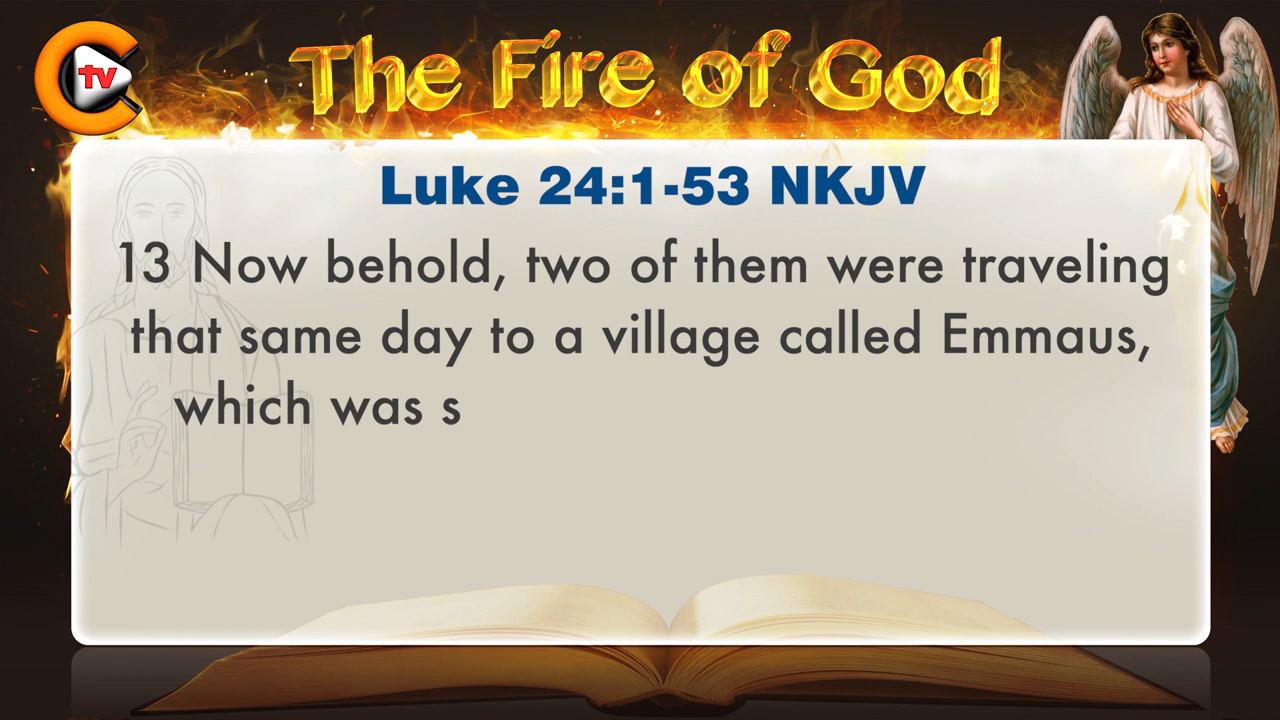 tv
The Fire of God
Luke 24:1-53 NKJV
13 Now behold, two of them were traveling
that same day to a village called Emmaus,
which was s